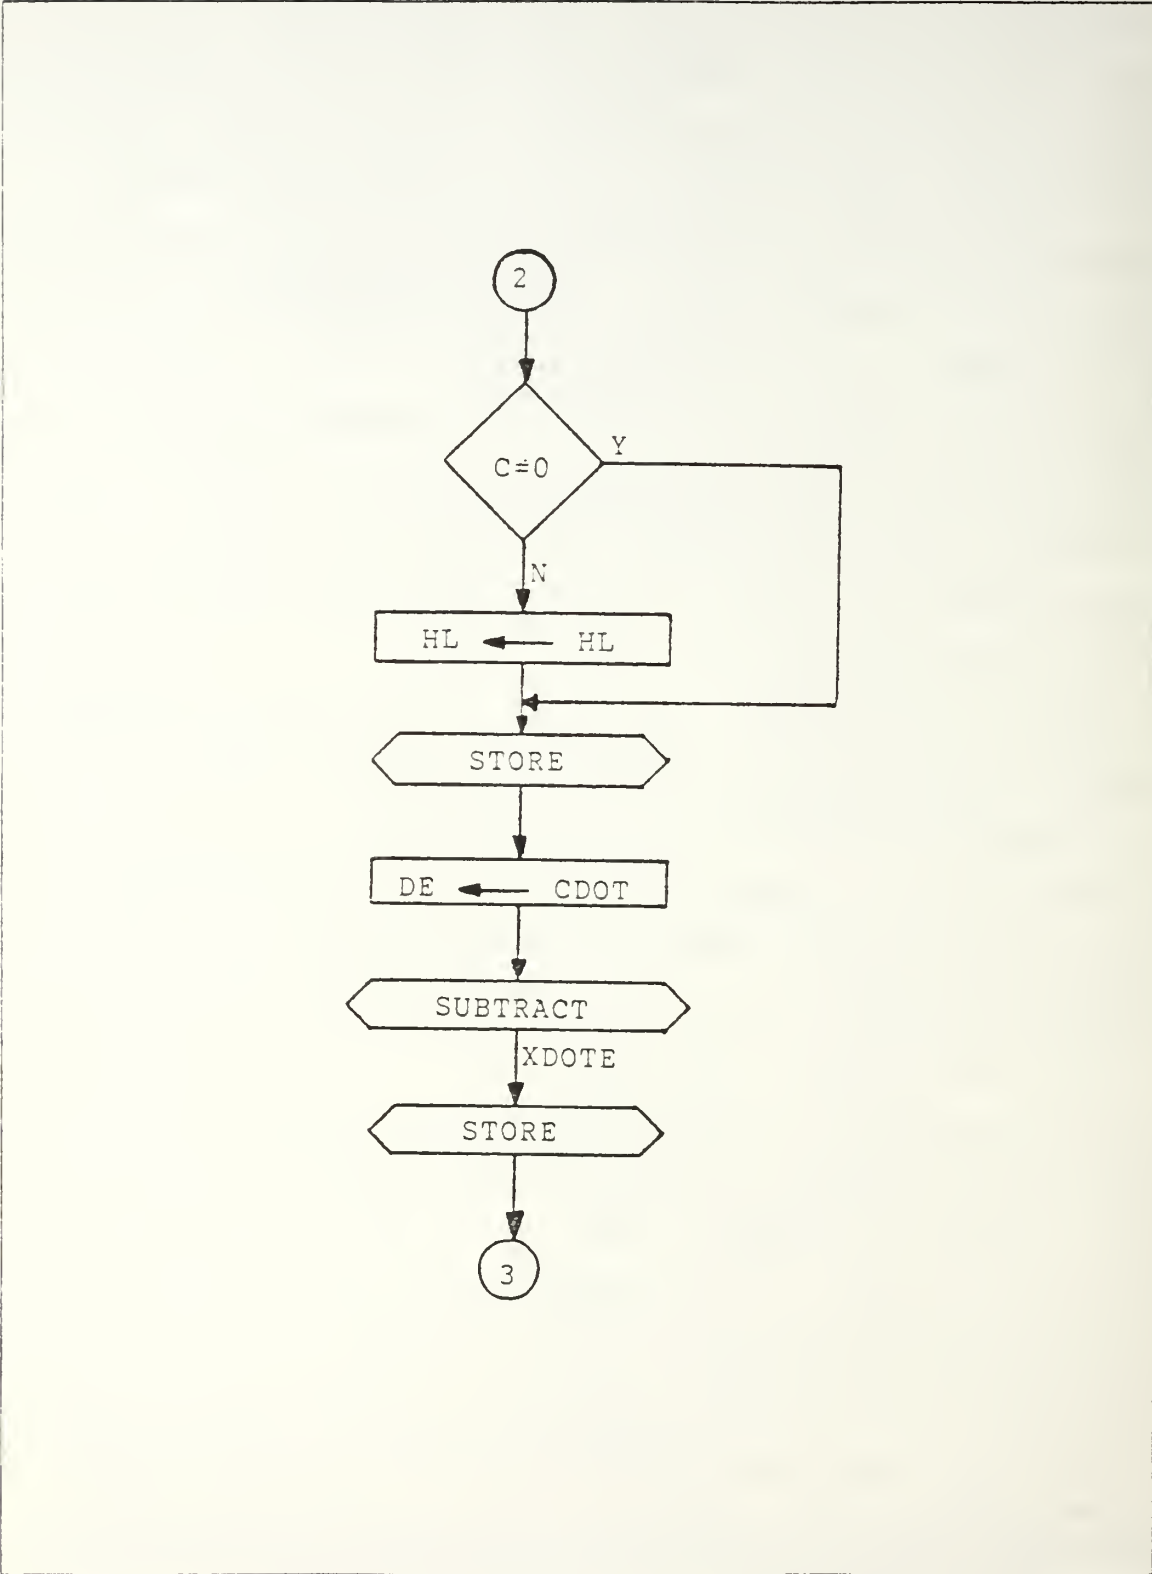 2
C=0
Y
N
HL ← HL
STORE
DE ← CDOT
SUBTRACT
XDOTE
STORE
3